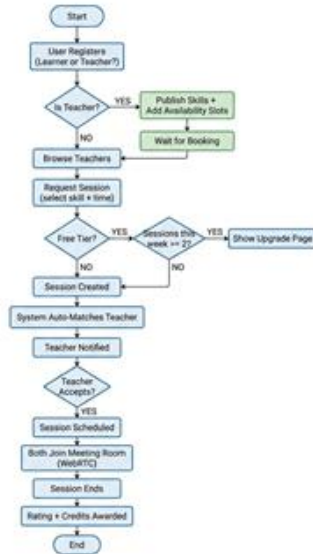 Start
User Registers
(Learner or Teacher?)
Is Teacher?
YES
Publish Skills +
Add Availability Slots
NO
Wait for Booking
Browse Teachers
Request Session
(select skill + time)
Free Tier?
YES
Sessions this
week >= 2?
YES
Show Upgrade Page
NO
NO
Session Created
System Auto-Matches Teacher
Teacher Notified
Teacher
Accepts?
YES
Session Scheduled
Both Join Meeting Room
(WebRTC)
Session Ends
Rating + Credits Awarded
End